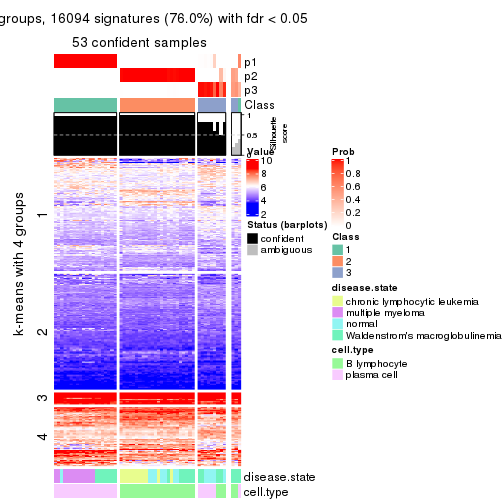 groups, 16094 signatures (76.0%) with fdr < 0.05
53 confident samples
p1
p2
p3
Class
1
0.5
0
Silhouette
score
k-means with 4 groups
1
2
3
4
disease.state
cell.type
Value
10
8
6
4
2
Status (barplots)
confident
ambiguous
Prob
1
0.8
0.6
0.4
0.2
0
Class
1
2
3
disease.state
chronic lymphocytic leukemia
multiple myeloma
normal
Waldenstrom's macroglobulinemia
cell.type
B lymphocyte
plasma cell